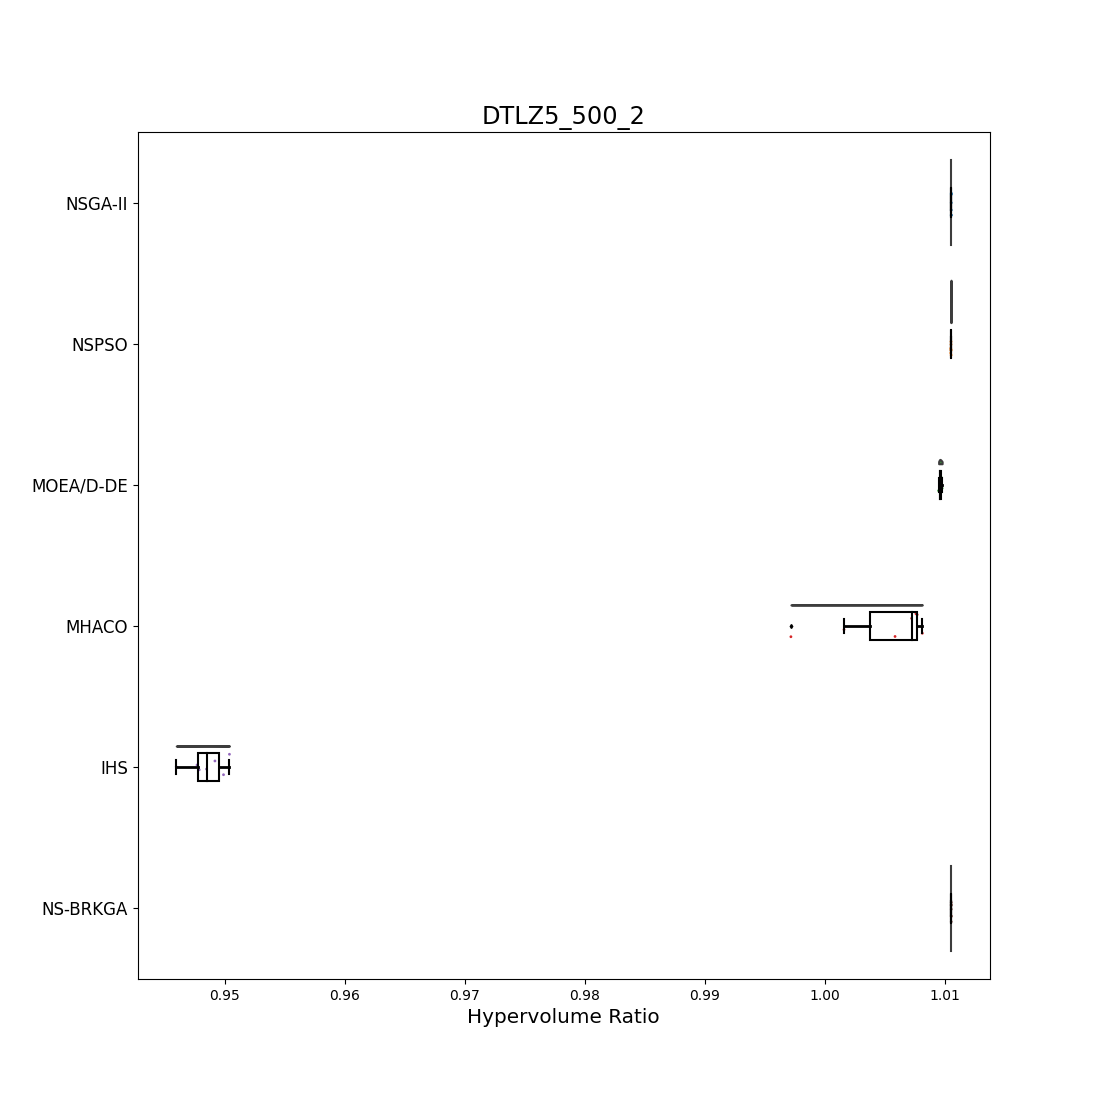 DTLZ5_500_2
NSGA-II
NSPSO
MOEA/D-DE
MHACO
IHS
NS-BRKGA
0.95 0.96 0.97 0.98 0.99 1.00 1.01
Hypervolume Ratio